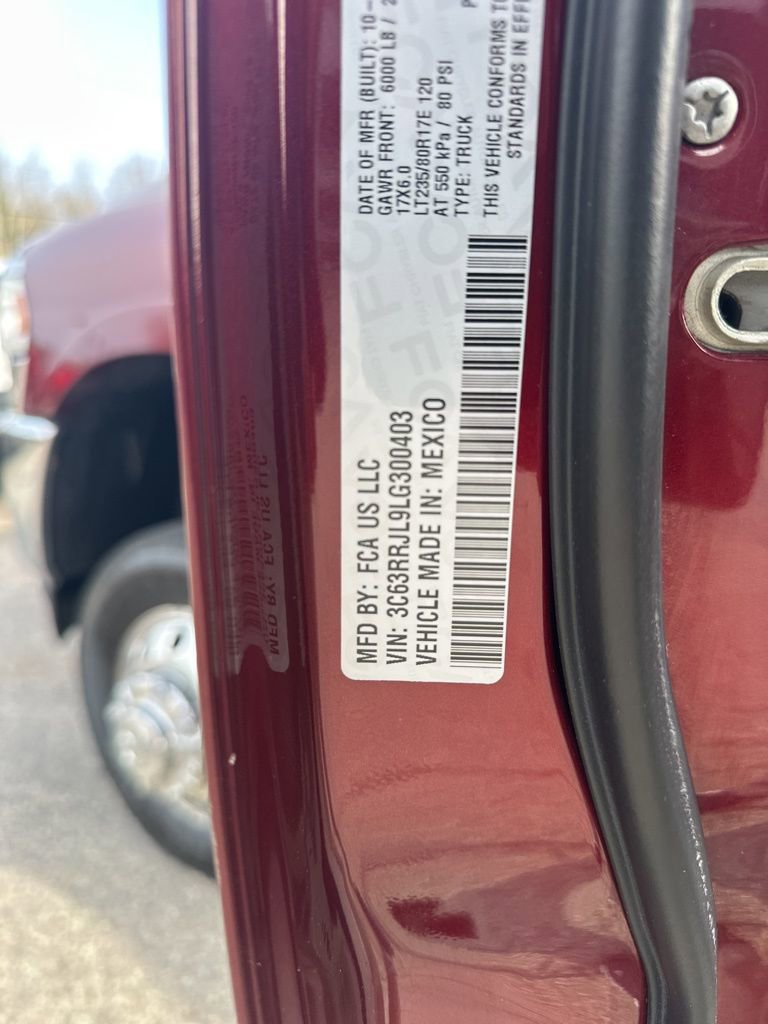 MFD BY: FCA US LLC
VIN: 3C63RRJL9LG300403
VEHICLE MADE IN: MEXICO
DATE OF MFR (BUILT): 10-
GAWR FRONT: 6000 LB / 2
17X6.0
LT235/80R17E 120
AT 550 kPa / 80 PSI
TYPE: TRUCK
THIS VEHICLE CONFORMS TO
STANDARDS IN EFF